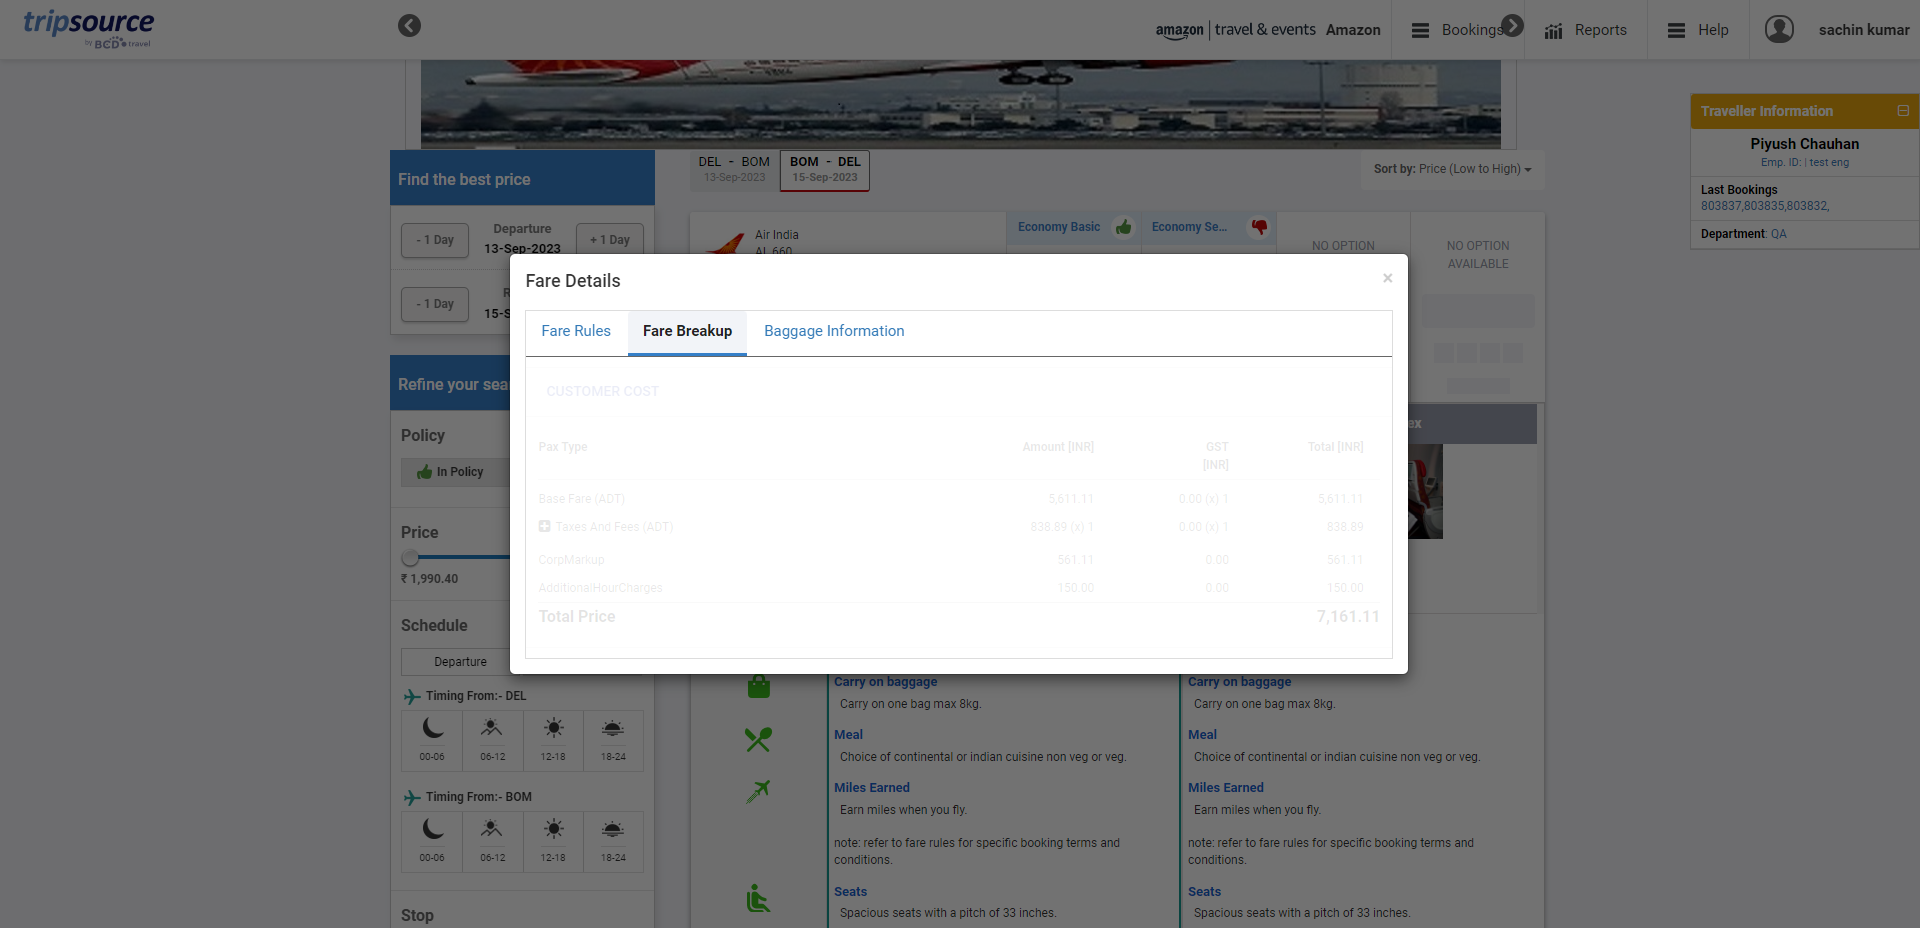 tripsource
by BCD travel
amazon | travel & events Amazon
Bookings
Reports
Help
sachin kumar
Traveller Information
Piyush Chauhan
Emp. ID: | test eng
Last Bookings
803837,803835,803832,
Department: QA
Find the best price
- 1 Day
Departure
13-Sep-2023
+ 1 Day
- 1 Day
R
15-S
DEL - BOM
13-Sep-2023
BOM - DEL
15-Sep-2023
Sort by: Price (Low to High)
Air India
AI 660
Economy Basic
Economy Se...
NO OPTION
NO OPTION
AVAILABLE
Fare Details
×
Fare Rules
Fare Breakup
Baggage Information
CUSTOMER COST
Pax Type Amount [INR] GST [INR] Total [INR]
Base Fare (ADT) 5,611.11 0.00 (x) 1 5,611.11
Taxes And Fees (ADT) 838.89 (x) 1 0.00 (x) 1 838.89
CorpMarkup 561.11 0.00 561.11
AdditionalHourCharges 150.00 0.00 150.00
Total Price 7,161.11
ex
Refine your sea
Policy
In Policy
Price
₹ 1,990.40
Schedule
Departure
Timing From:- DEL
00-06 06-12 12-18 18-24
Timing From:- BOM
00-06 06-12 12-18 18-24
Stop
Carry on baggage
Carry on one bag max 8kg.
Meal
Choice of continental or indian cuisine non veg or veg.
Miles Earned
Earn miles when you fly.
note: refer to fare rules for specific booking terms and
conditions.
Seats
Spacious seats with a pitch of 33 inches.
Carry on baggage
Carry on one bag max 8kg.
Meal
Choice of continental or indian cuisine non veg or veg.
Miles Earned
Earn miles when you fly.
note: refer to fare rules for specific booking terms and
conditions.
Seats
Spacious seats with a pitch of 33 inches.